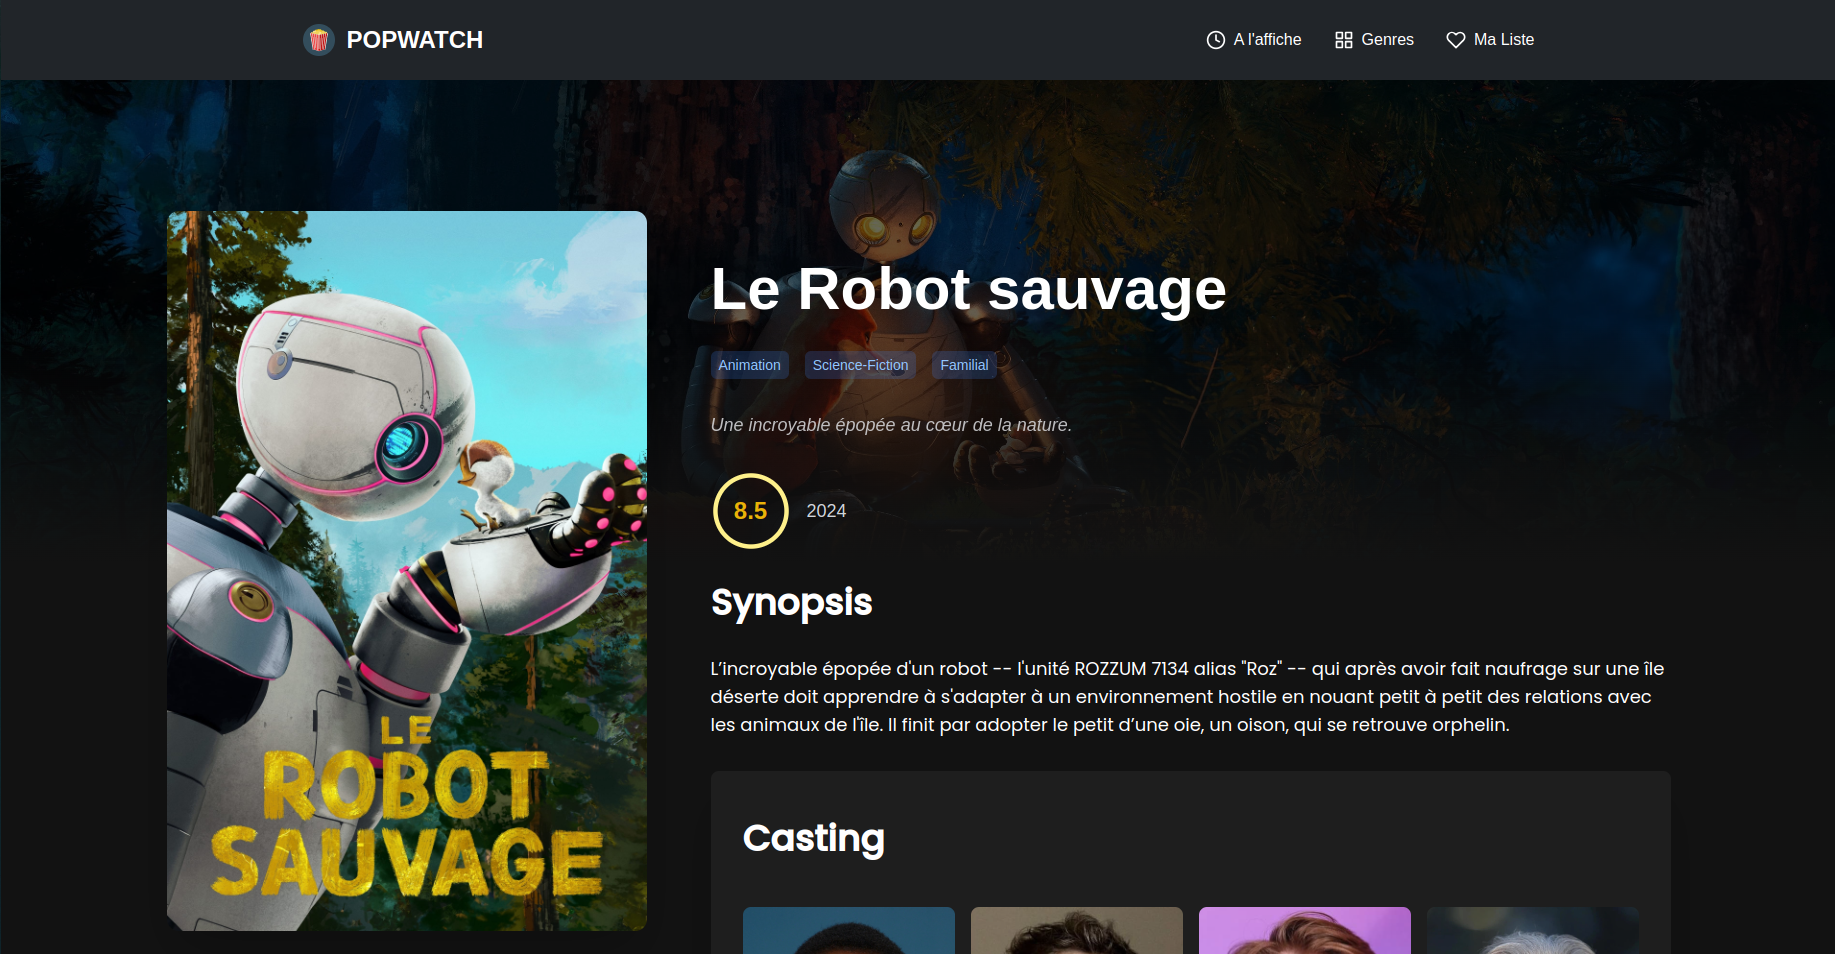 POPWATCH
A l'affiche
Genres
Ma Liste
Le Robot sauvage
Animation
Science-Fiction
Familial
Une incroyable épopée au cœur de la nature.
8.5
2024
Synopsis
L’incroyable épopée d'un robot -- l'unité ROZZUM 7134 alias "Roz" -- qui après avoir fait naufrage sur une île
déserte doit apprendre à s'adapter à un environnement hostile en nouant petit à petit des relations avec
les animaux de l'île. Il finit par adopter le petit d’une oie, un oison, qui se retrouve orphelin.
Casting
LE
ROBOT
SAUVAGE